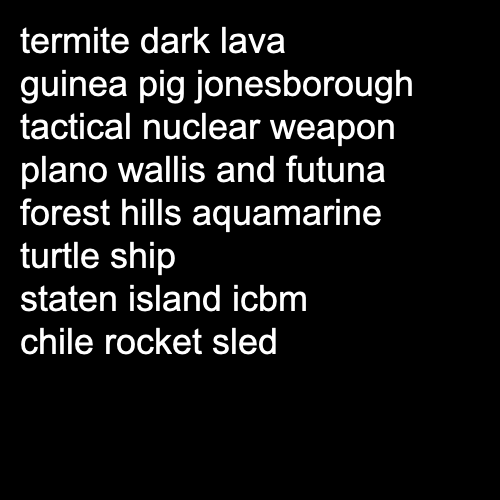 termite dark lava
guinea pig jonesborough
tactical nuclear weapon
plano wallis and futuna
forest hills aquamarine
turtle ship
staten island icbm
chile rocket sled